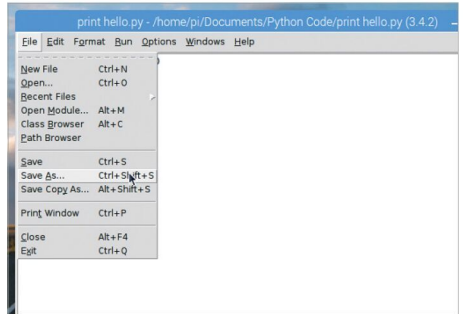 print hello.py - /home/pi/Documents/Python Code/print hello.py (3.4.2)
File Edit Format Run Options Windows Help
New File Ctrl+N
Open... Ctrl+O
Recent Files
Open Module... Alt+M
Class Browser Alt+C
Path Browser
Save Ctrl+S
Save As... Ctrl+Shift+S
Save Copy As... Alt+Shift+S
Print Window Ctrl+P
Close Alt+F4
Exit Ctrl+Q